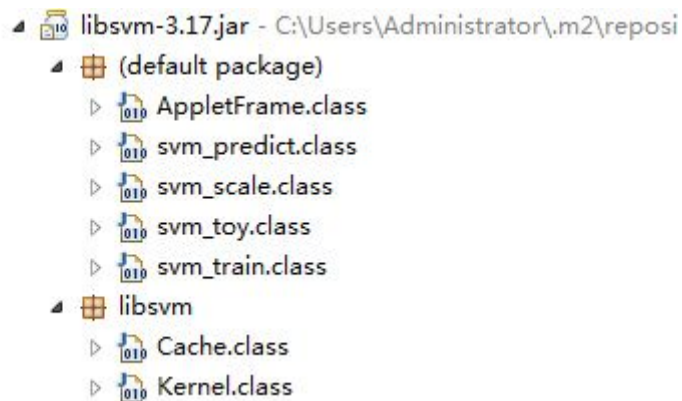 libsvm-3.17.jar - C:\Users\Administrator\.m2\reposi
(default package)
AppletFrame.class
svm_predict.class
svm_scale.class
svm_toy.class
svm_train.class
libsvm
Cache.class
Kernel.class